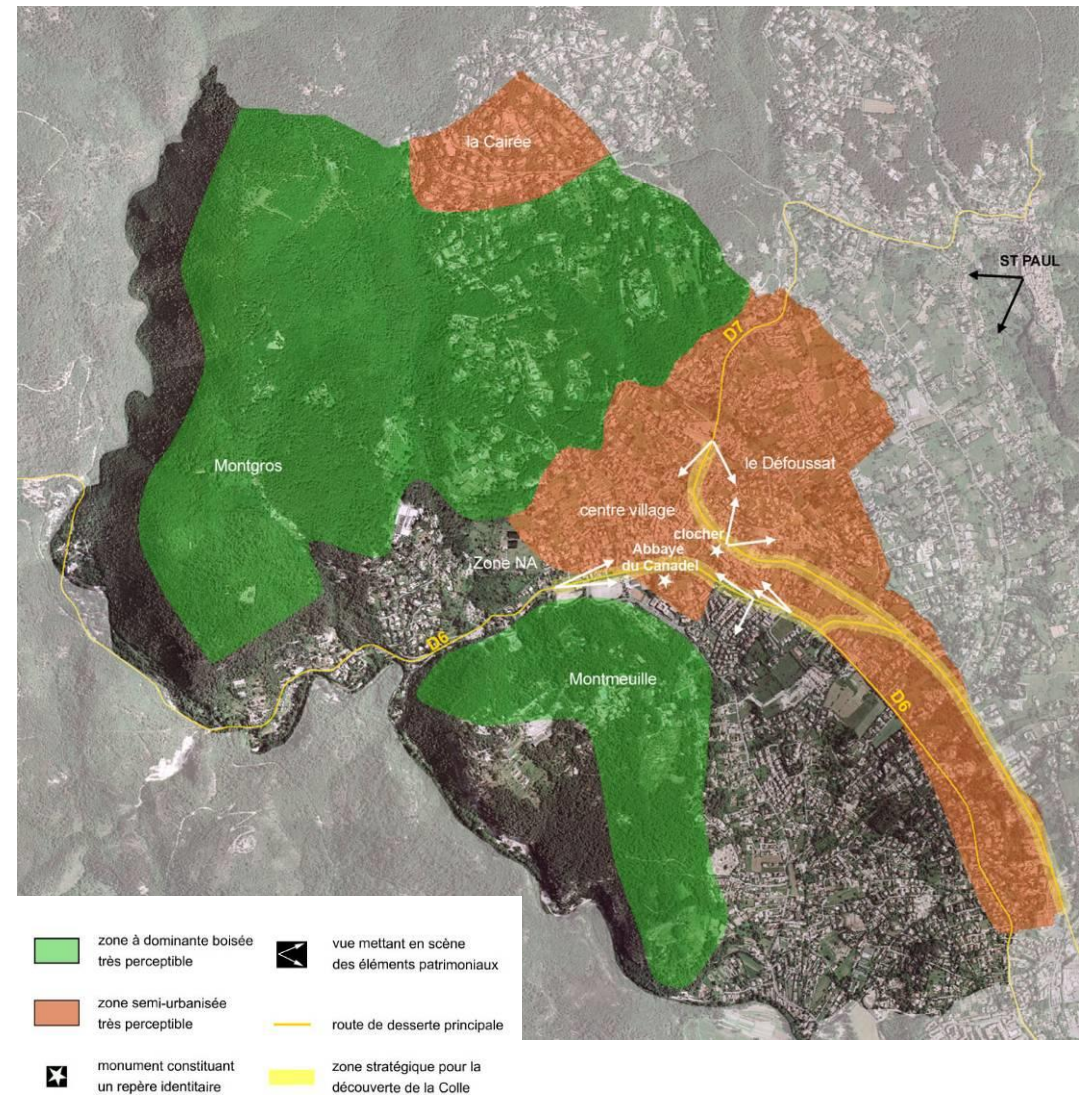 la Cairée
ST PAUL
D7
Montgros
le Défoussat
centre village
clocher
Abbaye
du Canadel
Zone NA
D6
Montmeuille
D6
zone à dominante boisée
très perceptible
vue mettant en scène
des éléments patrimoniaux
zone semi-urbanisée
très perceptible
route de desserte principale
monument constituant
un repère identitaire
zone stratégique pour la
découverte de la Colle